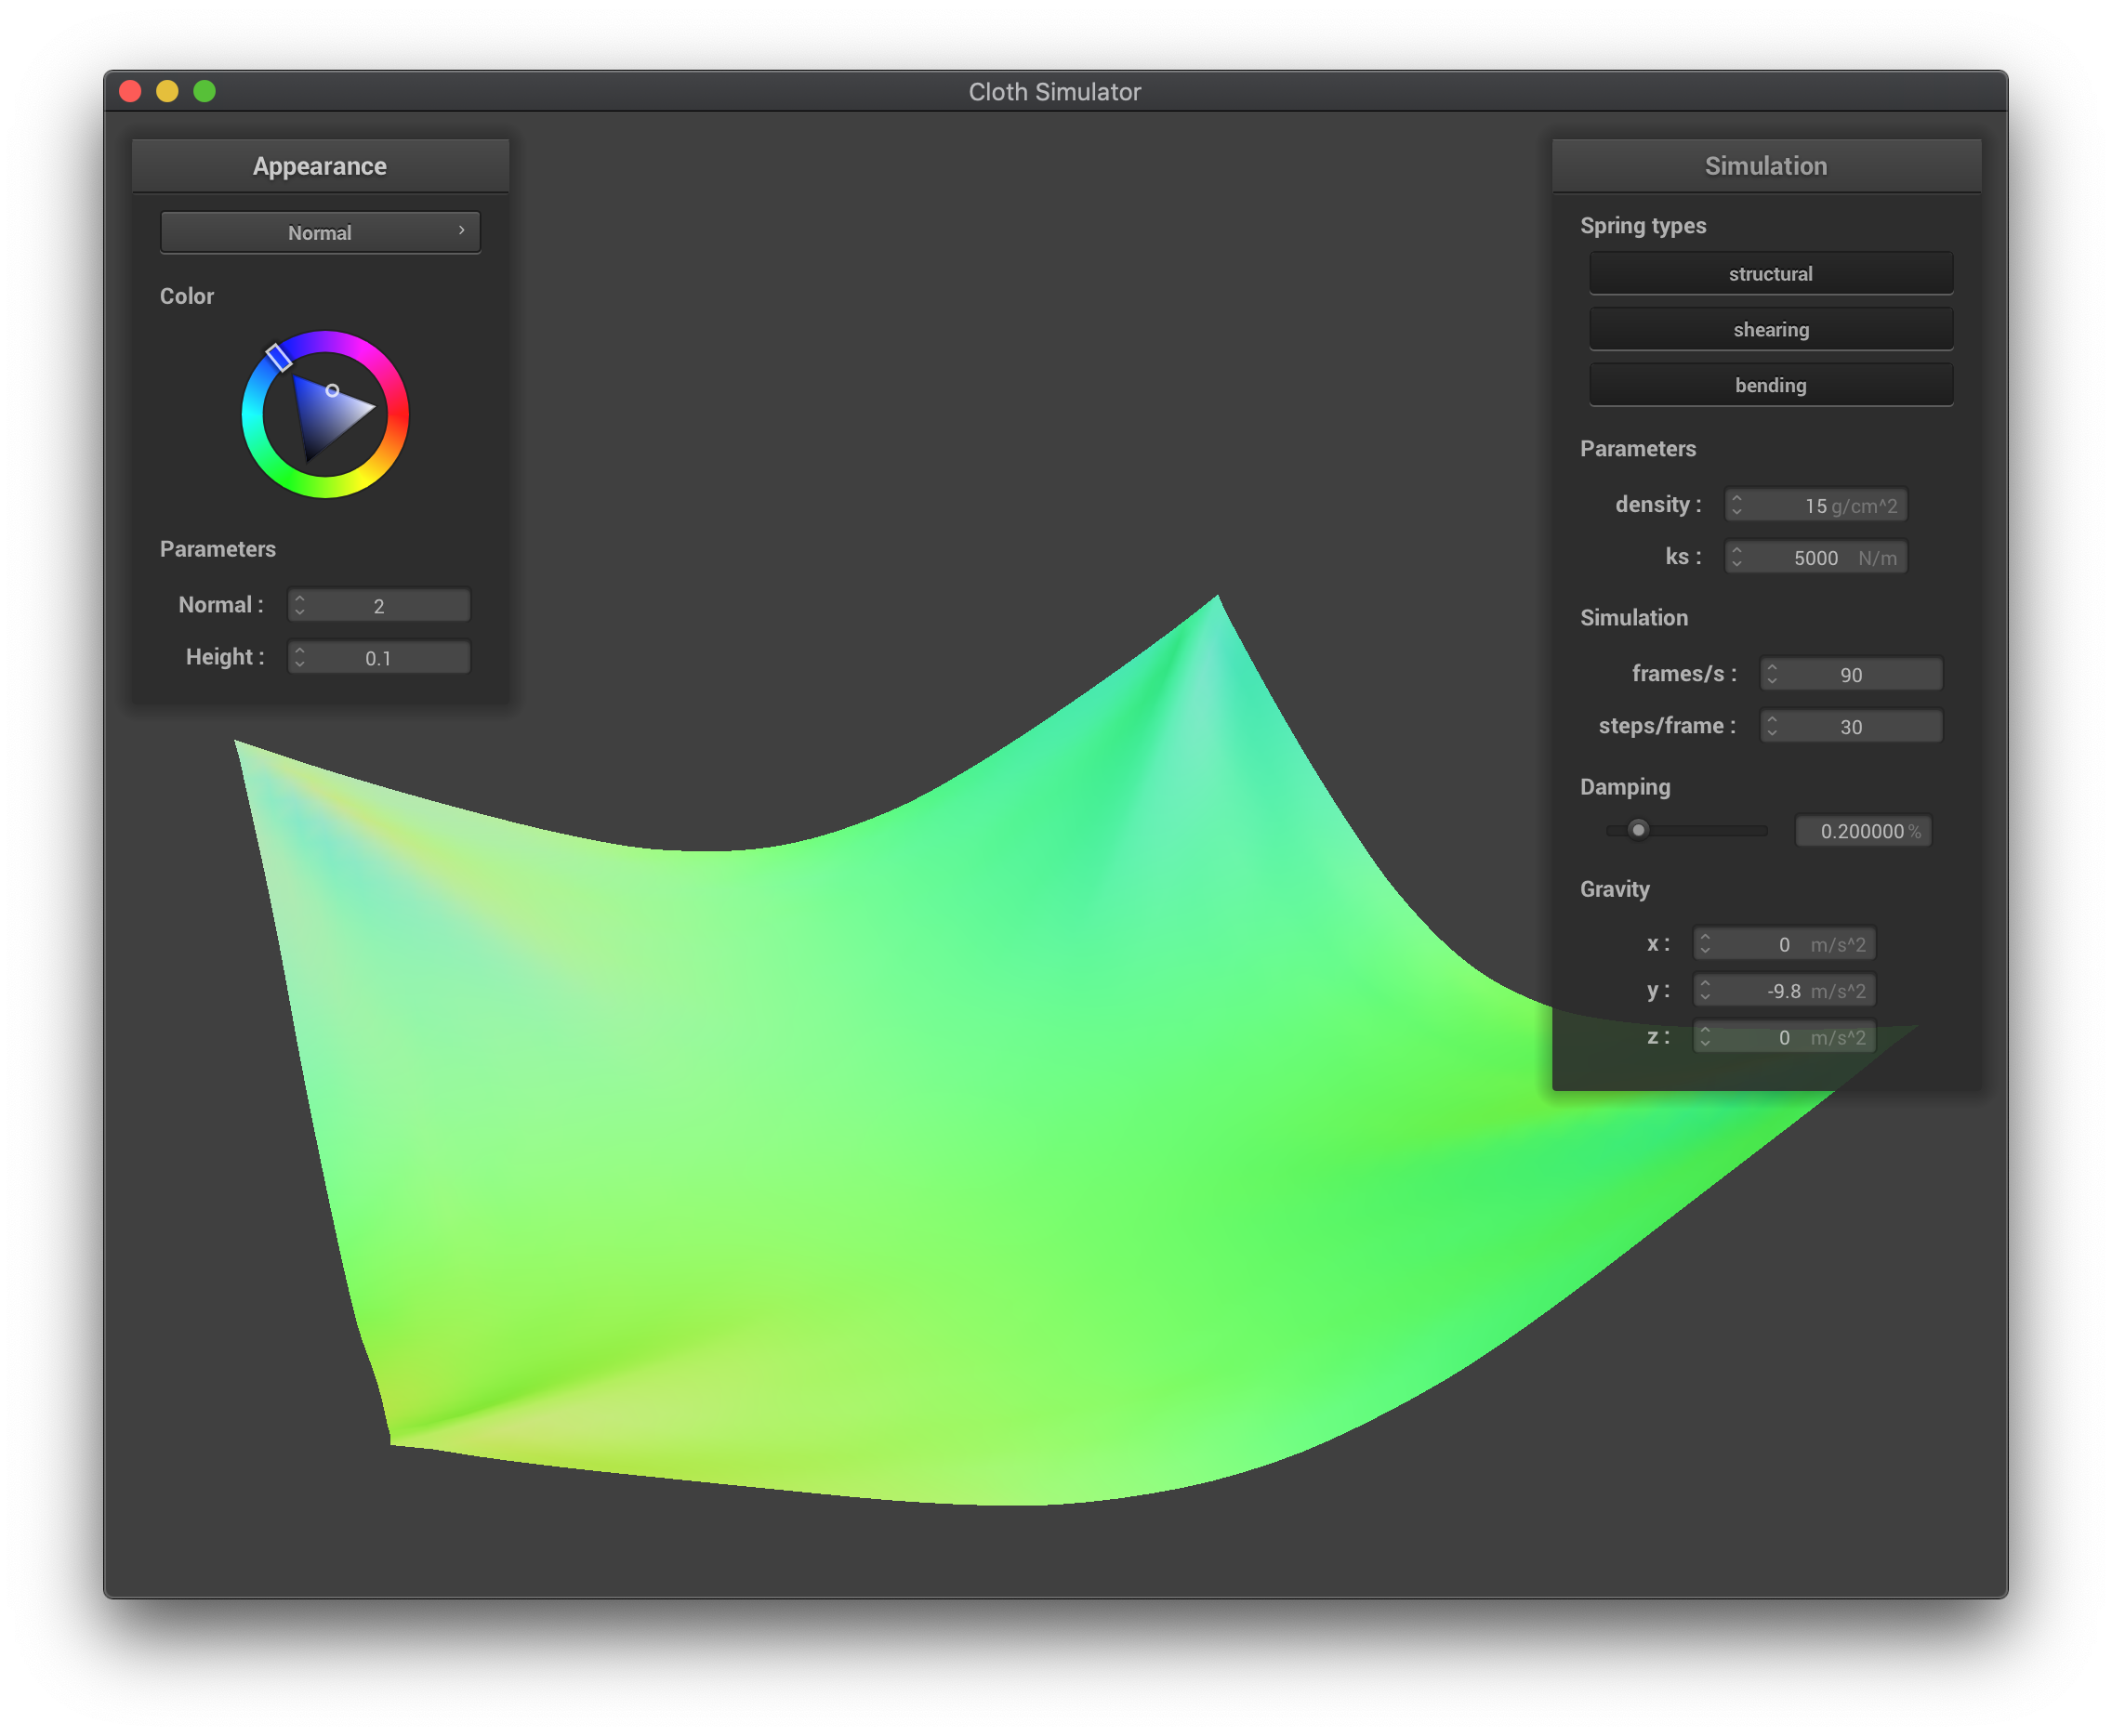 Cloth Simulator
Appearance
Normal
Color
Parameters
Normal : 2
Height : 0.1
Simulation
Spring types
structural
shearing
bending
Parameters
density : 15 g/cm^2
ks : 5000 N/m
Simulation
frames/s : 90
steps/frame : 30
Damping
0.200000 %
Gravity
x : 0 m/s^2
y : -9.8 m/s^2
z : 0 m/s^2